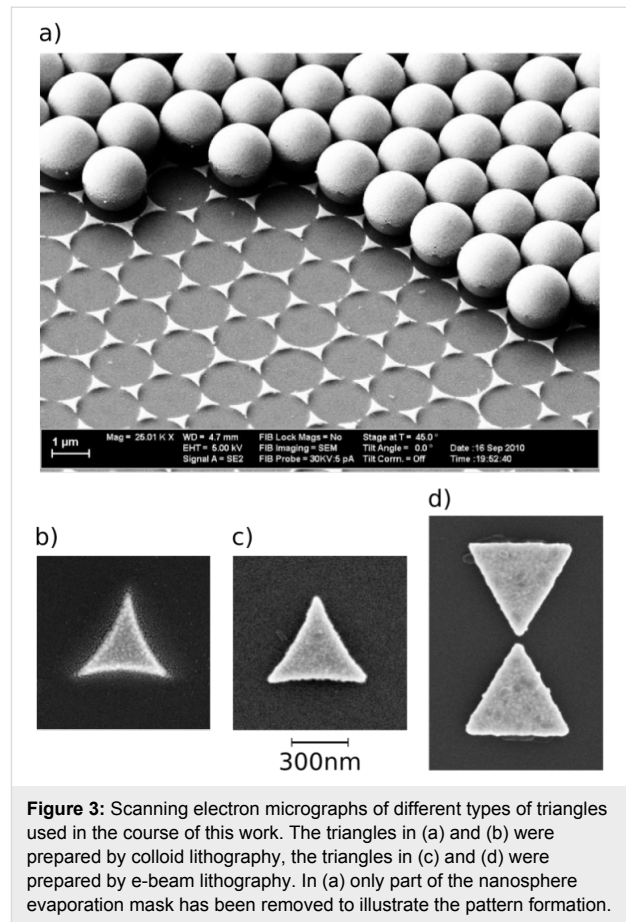 a)
1 µm
Mag = 25.01 K X
WD = 4.7 mm
EHT = 5.00 kV
Signal A = SE2
FIB Lock Mags = No
FIB Imaging = SEM
FIB Probe = 30KV:5 pA
Stage at T = 45.0 °
Tilt Angle = 0.0 °
Tilt Corrn. = Off
Date :16 Sep 2010
Time :19:52:40
b)
c)
d)
300nm
Figure 3: Scanning electron micrographs of different types of triangles
used in the course of this work. The triangles in (a) and (b) were
prepared by colloid lithography, the triangles in (c) and (d) were
prepared by e-beam lithography. In (a) only part of the nanosphere
evaporation mask has been removed to illustrate the pattern formation.